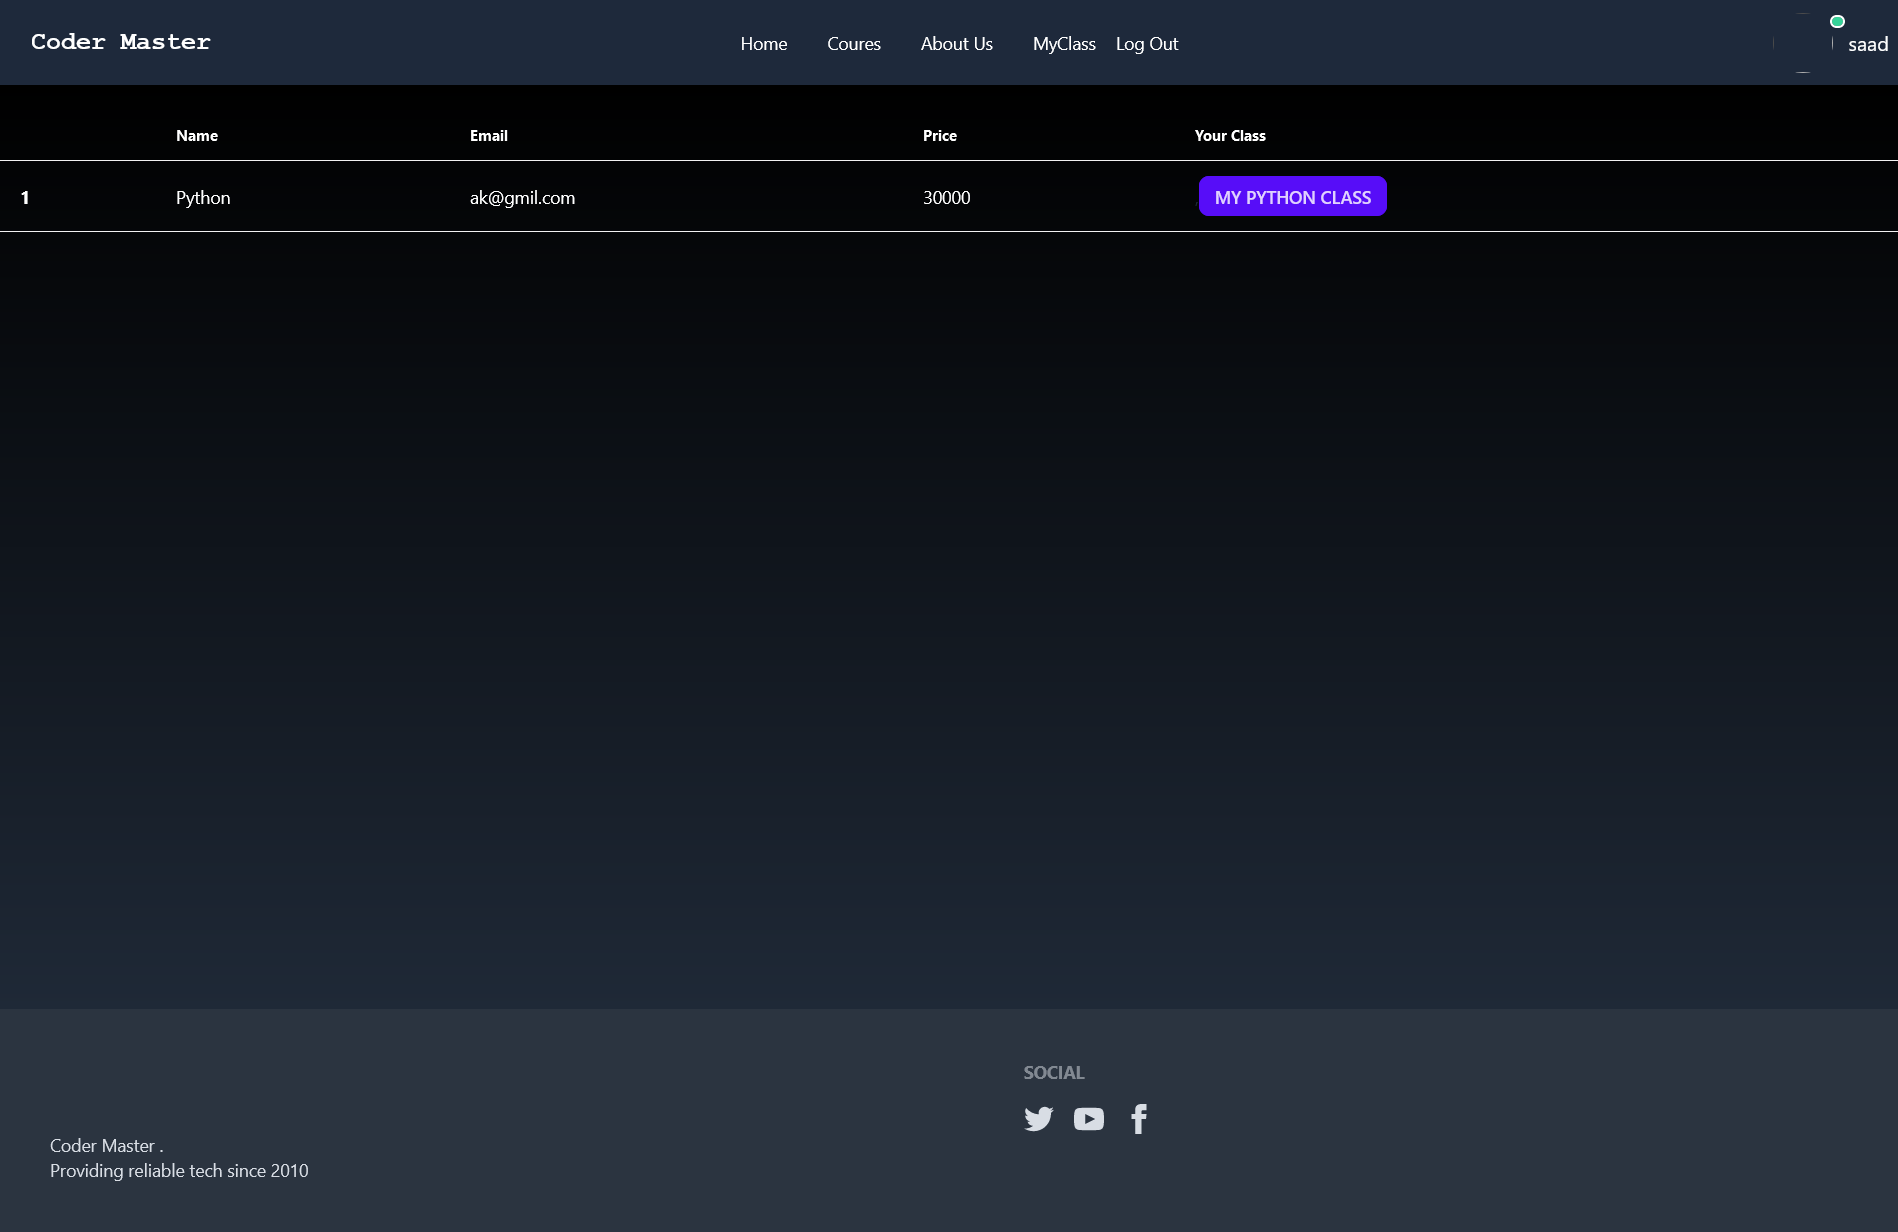 Coder Master
Home Coures About Us MyClass Log Out
saad
Name Email Price Your Class
1 Python ak@gmil.com 30000 MY PYTHON CLASS
SOCIAL
Coder Master .
Providing reliable tech since 2010